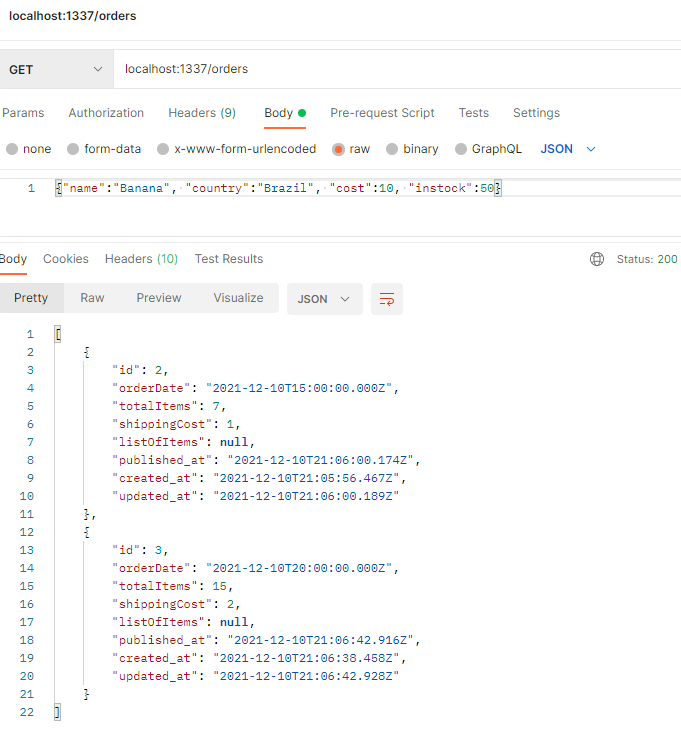 localhost:1337/orders
GET localhost:1337/orders
Params Authorization Headers (9) Body Pre-request Script Tests Settings
none form-data x-www-form-urlencoded raw binary GraphQL JSON
1 {"name":"Banana", "country":"Brazil", "cost":10, "instock":50}
Body Cookies Headers (10) Test Results Status: 200
Pretty Raw Preview Visualize JSON
1 [
2 {
3 "id": 2,
4 "orderDate": "2021-12-10T15:00:00.000Z",
5 "totalItems": 7,
6 "shippingCost": 1,
7 "listOfItems": null,
8 "published_at": "2021-12-10T21:06:00.174Z",
9 "created_at": "2021-12-10T21:05:56.467Z",
10 "updated_at": "2021-12-10T21:06:00.189Z"
11 },
12 {
13 "id": 3,
14 "orderDate": "2021-12-10T20:00:00.000Z",
15 "totalItems": 15,
16 "shippingCost": 2,
17 "listOfItems": null,
18 "published_at": "2021-12-10T21:06:42.916Z",
19 "created_at": "2021-12-10T21:06:38.458Z",
20 "updated_at": "2021-12-10T21:06:42.928Z"
21 }
22 ]